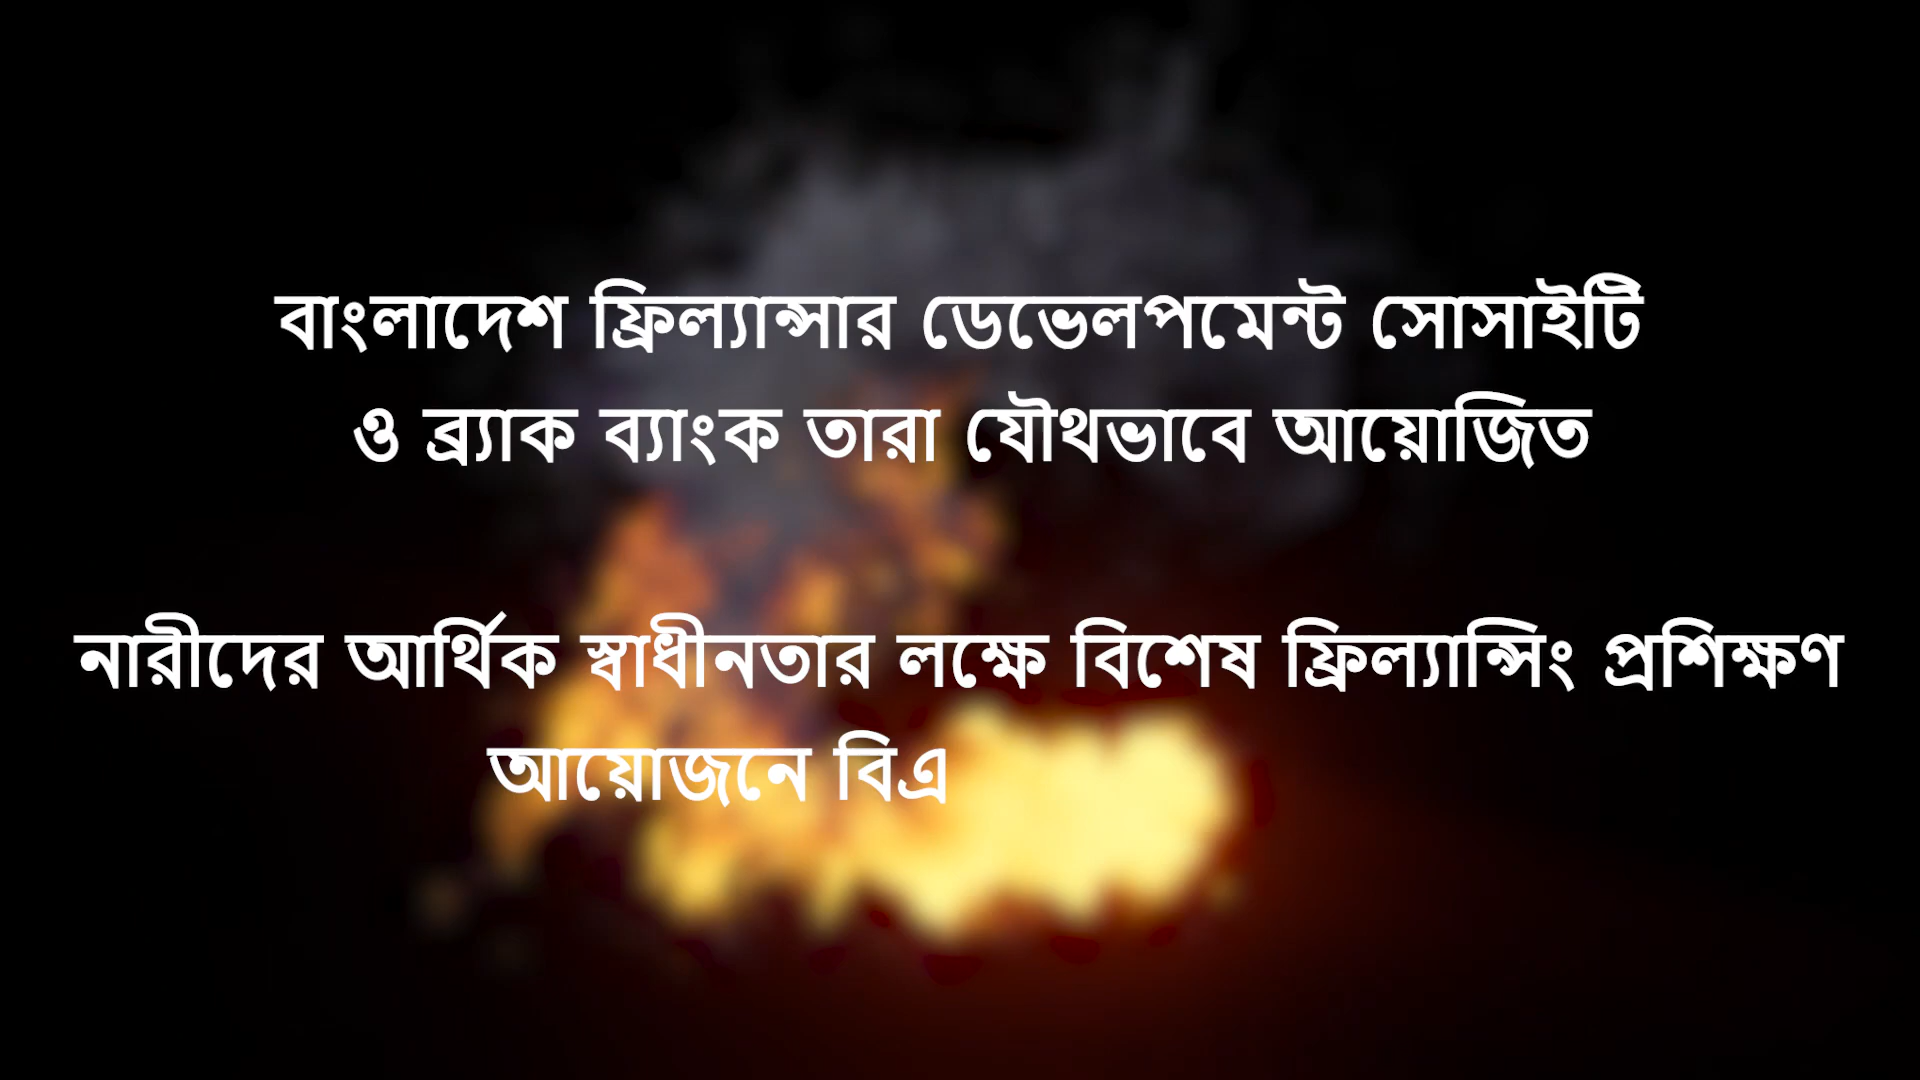 বাংলাদেশ ফ্রিল্যান্সার ডেভেলপমেন্ট সোসাইটি
ও ব্র্যাক ব্যাংক তারা যৌথভাবে আয়োজিত
নারীদের আর্থিক স্বাধীনতার লক্ষে বিশেষ ফ্রিল্যান্সিং প্রশিক্ষণ
আয়োজনে বিএ